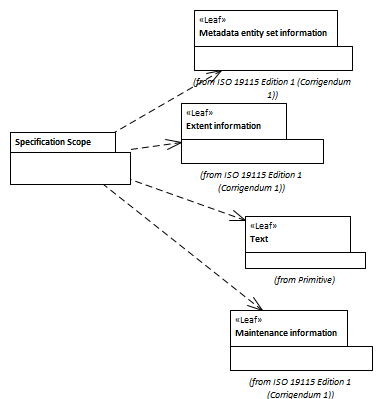 «Leaf»
Metadata entity set information
(from ISO 19115 Edition 1 (Corrigendum
1))
«Leaf»
Extent information
(from ISO 19115 Edition 1
(Corrigendum 1))
Specification Scope
«Leaf»
Text
(from Primitive)
«Leaf»
Maintenance information
(from ISO 19115 Edition 1
(Corrigendum 1))